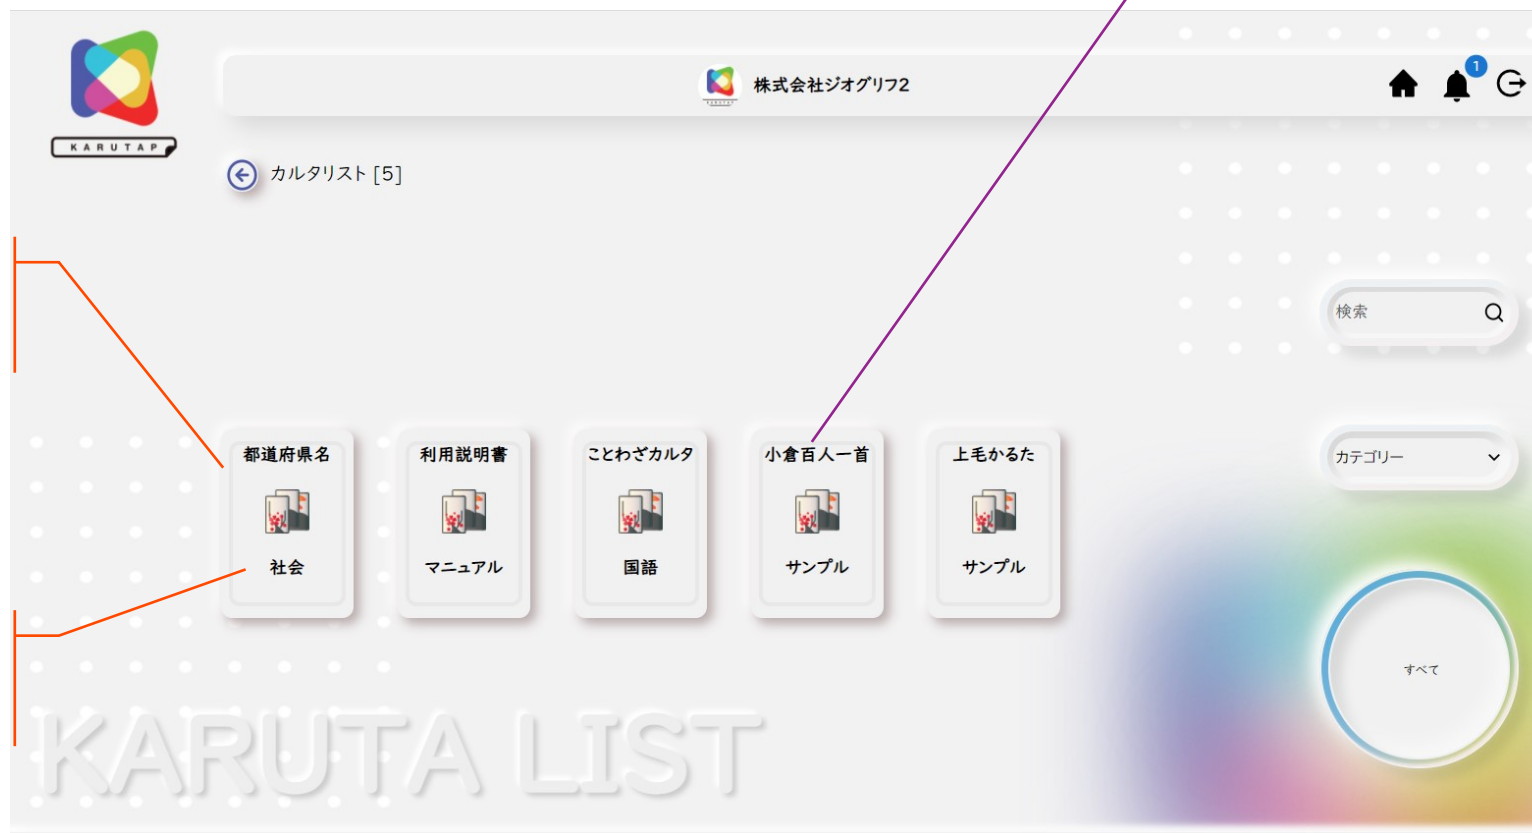 株式会社ジオグリフ2
1
KARUTAP
カルタリスト [5]
検索
都道府県名
社会
利用説明書
マニュアル
ことわざカルタ
国語
小倉百人一首
サンプル
上毛かるた
サンプル
カテゴリー
すべて
KARUTA LIST